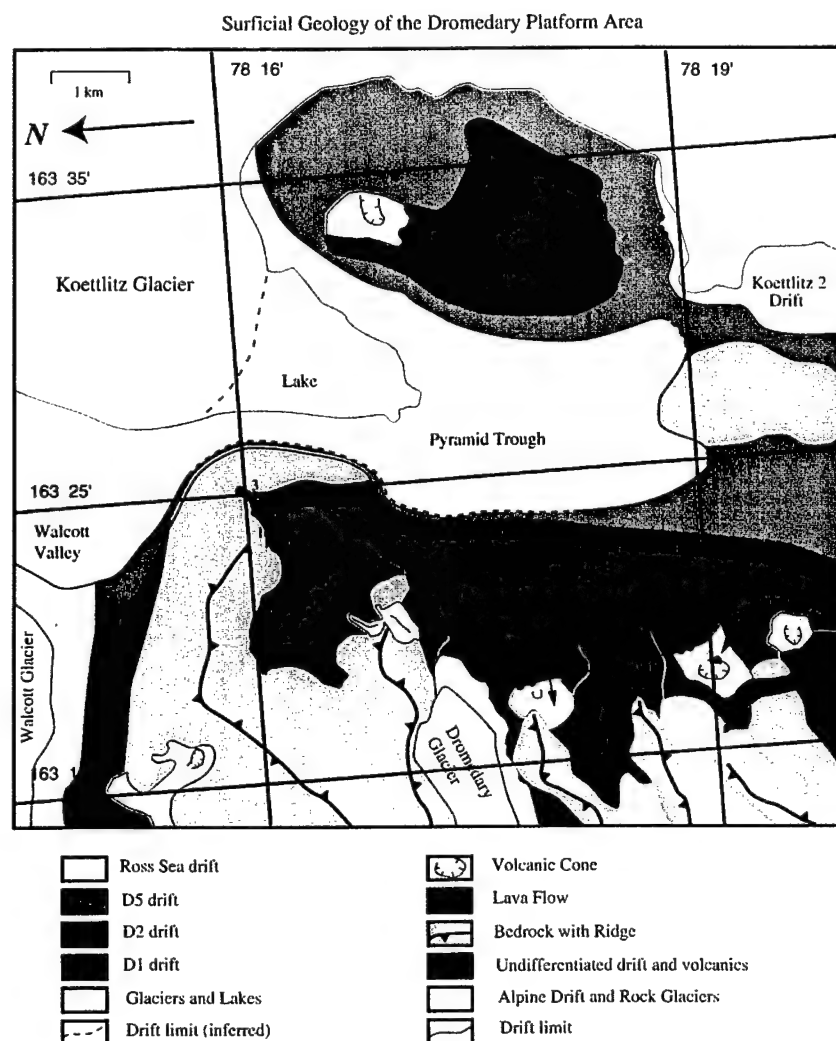 Surficial Geology of the Dromedary Platform Area
1 km
78 16'
78 19'
N
163 35'
Koettlitz Glacier
Koettlitz 2
Drift
Lake
Pyramid Trough
163 25'
3
1
Walcott
Valley
Walcott Glacier
Dromedary
Glacier
163 1
Ross Sea drift
D5 drift
D2 drift
D1 drift
Glaciers and Lakes
Drift limit (inferred)
Volcanic Cone
Lava Flow
Bedrock with Ridge
Undifferentiated drift and volcanics
Alpine Drift and Rock Glaciers
Drift limit